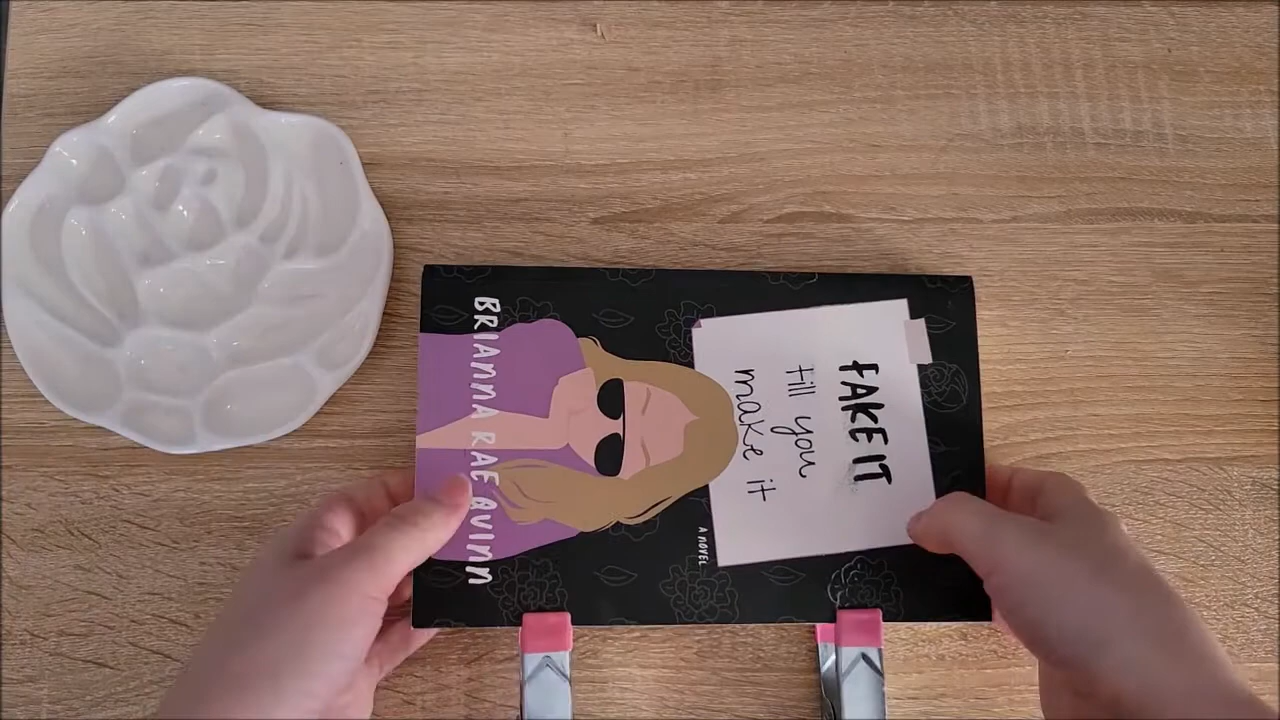 FAKE IT
till you
make it
A NOVEL
BRIANNA RAE QUINN